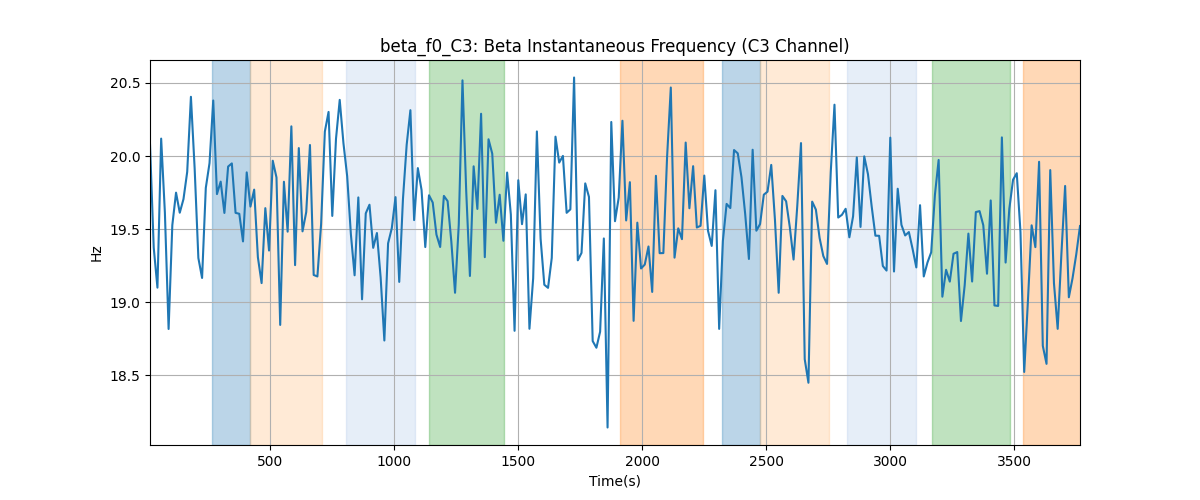 beta_f0_C3: Beta Instantaneous Frequency (C3 Channel)
20.5
20.0
19.5
19.0
18.5
Hz
500 1000 1500 2000 2500 3000 3500
Time(s)